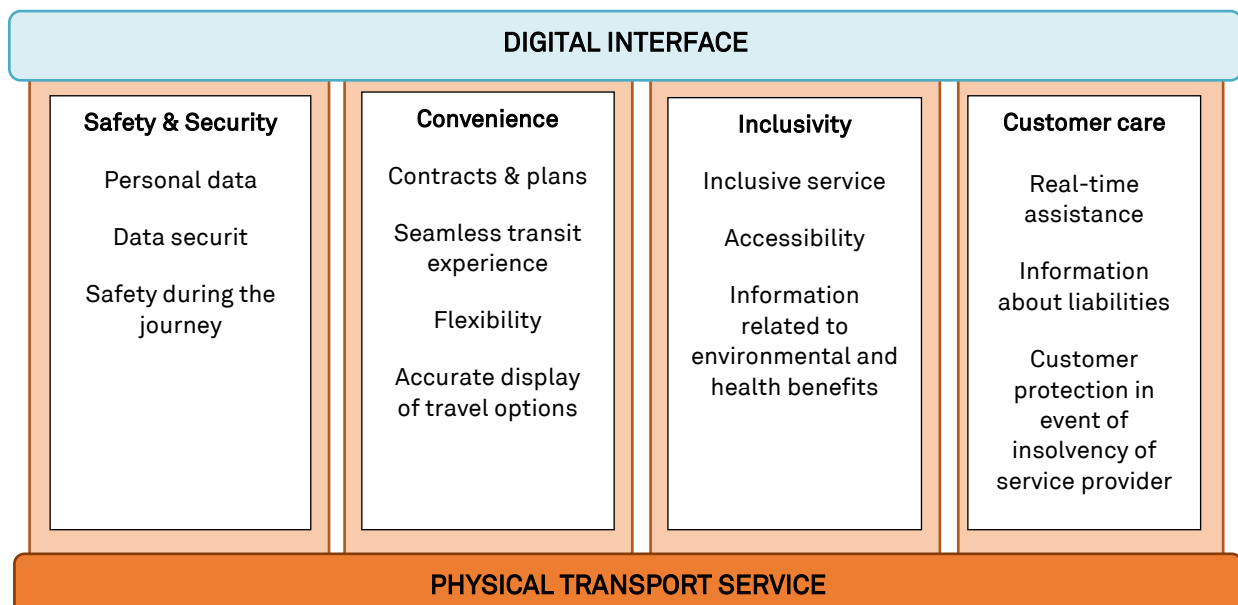 DIGITAL INTERFACE
Safety & Security
Personal data
Data securit
Safety during the
journey
Convenience
Contracts & plans
Seamless transit
experience
Flexibility
Accurate display
of travel options
Inclusivity
Inclusive service
Accessibility
Information
related to
environmental and
health benefits
Customer care
Real-time
assistance
Information
about liabilities
Customer
protection in
event of
insolvency of
service provider
PHYSICAL TRANSPORT SERVICE